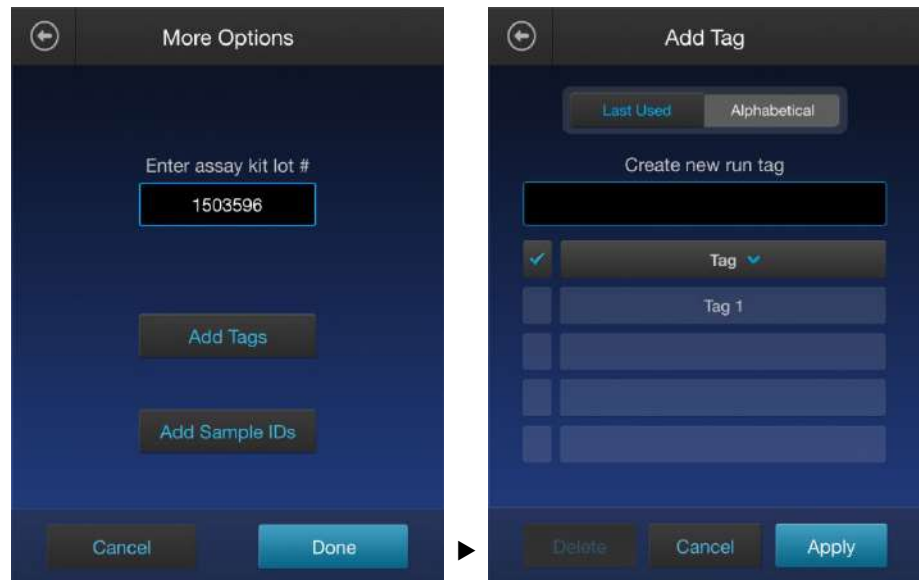 More Options
Enter assay kit lot #
1503596
Add Tags
Add Sample IDs
Cancel
Done
Add Tag
Last Used
Alphabetical
Create new run tag
Tag
Tag 1
Delete
Cancel
Apply